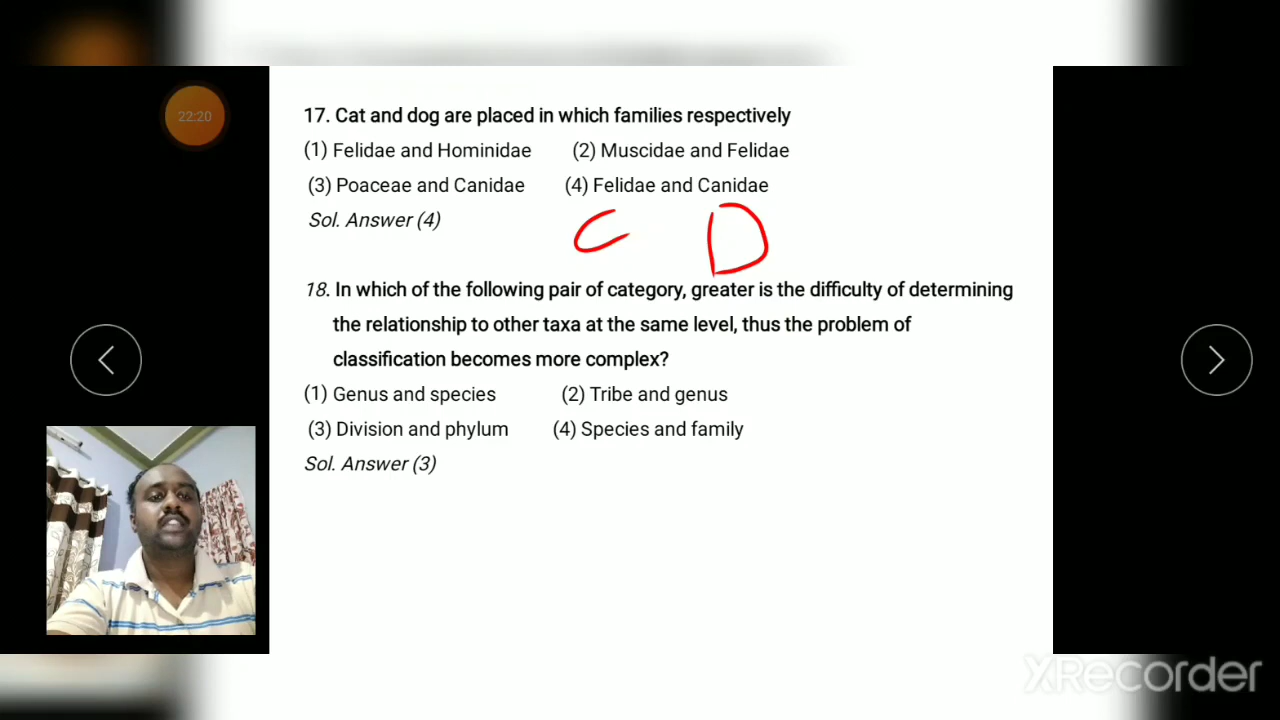 22:20
17. Cat and dog are placed in which families respectively
(1) Felidae and Hominidae (2) Muscidae and Felidae
(3) Poaceae and Canidae (4) Felidae and Canidae
Sol. Answer (4)
C D
18. In which of the following pair of category, greater is the difficulty of determining
the relationship to other taxa at the same level, thus the problem of
classification becomes more complex?
(1) Genus and species (2) Tribe and genus
(3) Division and phylum (4) Species and family
Sol. Answer (3)
XRecorder